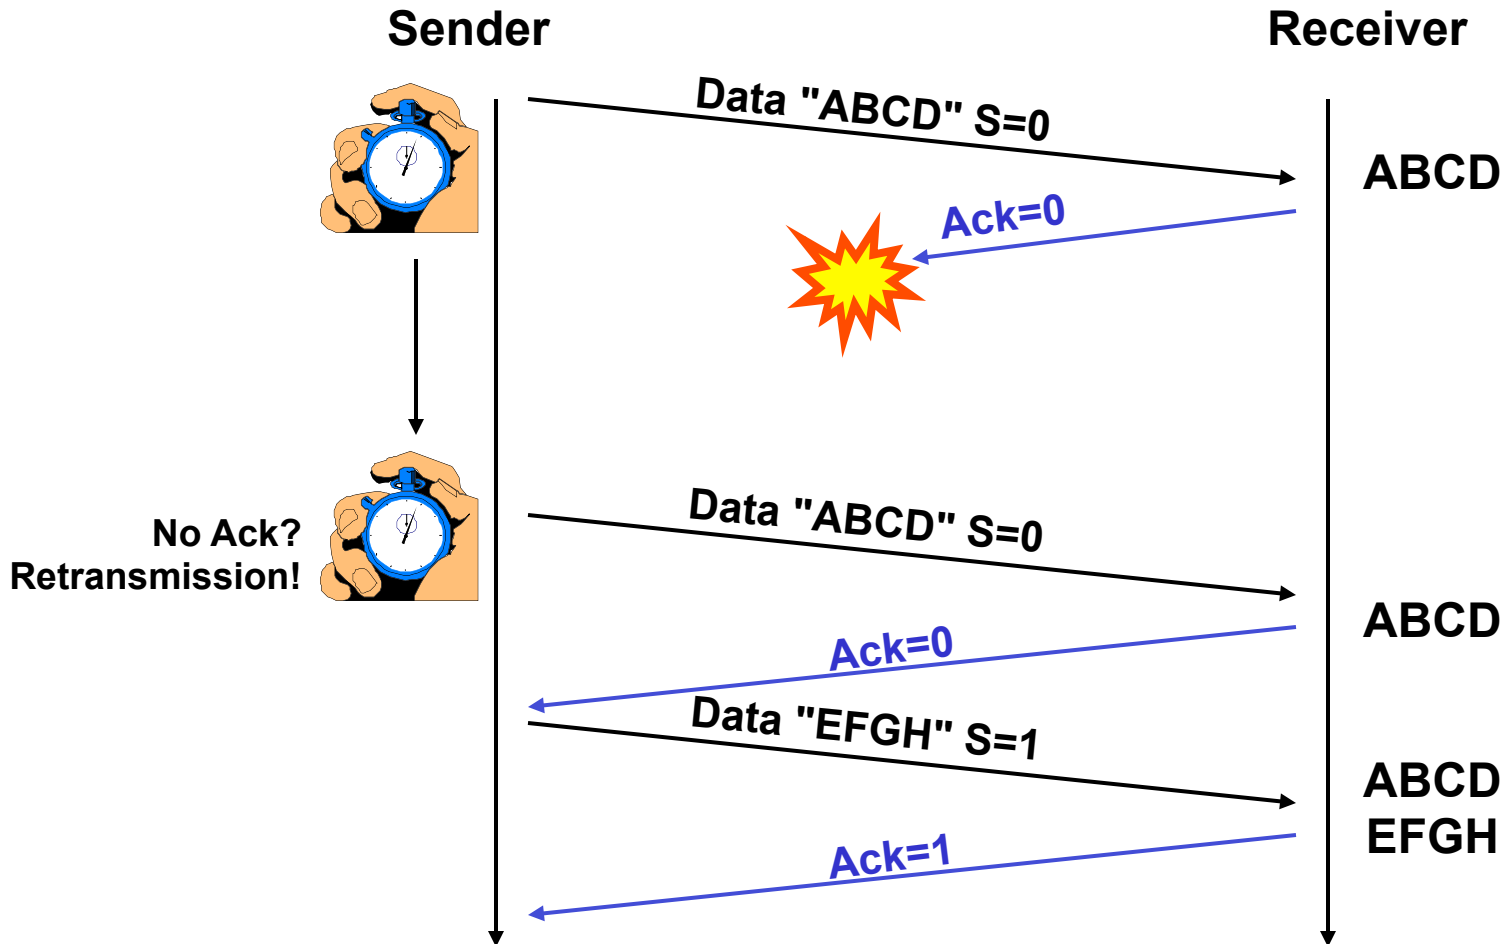 Sender
Receiver
Data "ABCD" S=0
ABCD
Ack=0
No Ack?
Retransmission!
Data "ABCD" S=0
ABCD
Ack=0
Data "EFGH" S=1
ABCD
EFGH
Ack=1